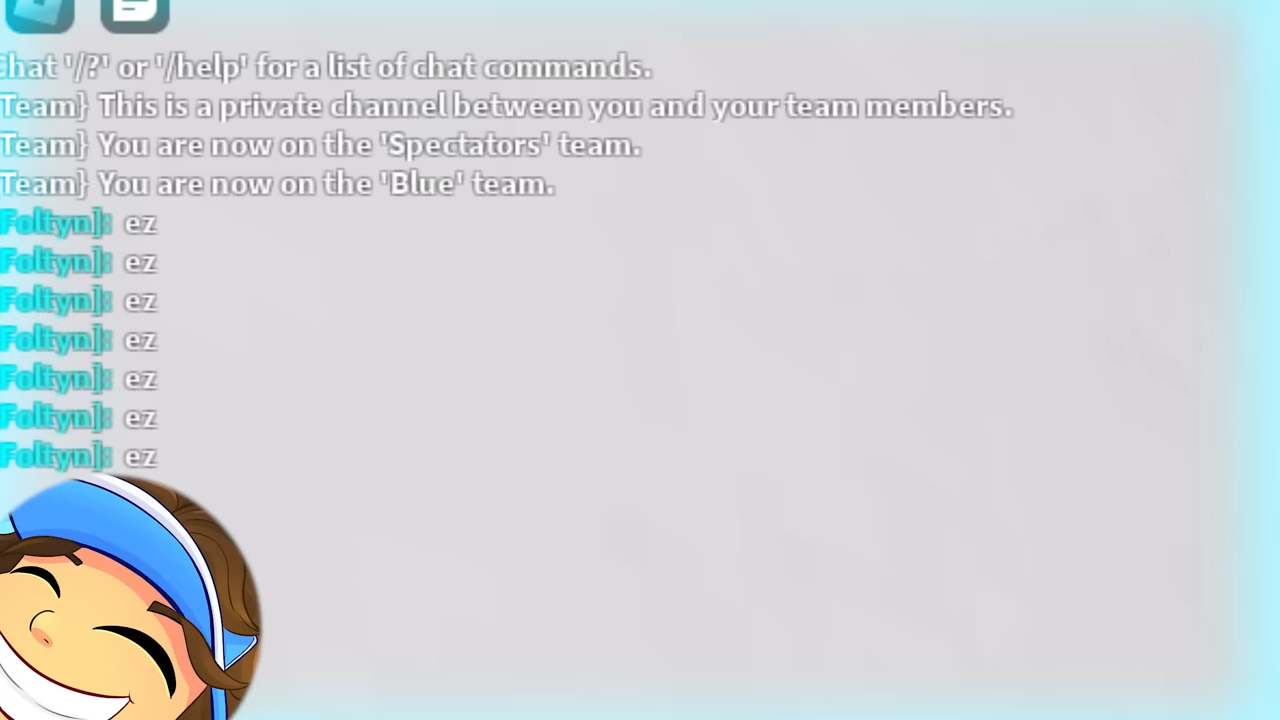 Chat '/?' or '/help' for a list of chat commands.
Team} This is a private channel between you and your team members.
Team} You are now on the 'Spectators' team.
Team} You are now on the 'Blue' team.
Foltyn]: ez
Foltyn]: ez
Foltyn]: ez
Foltyn]: ez
Foltyn]: ez
Foltyn]: ez
Foltyn]: ez